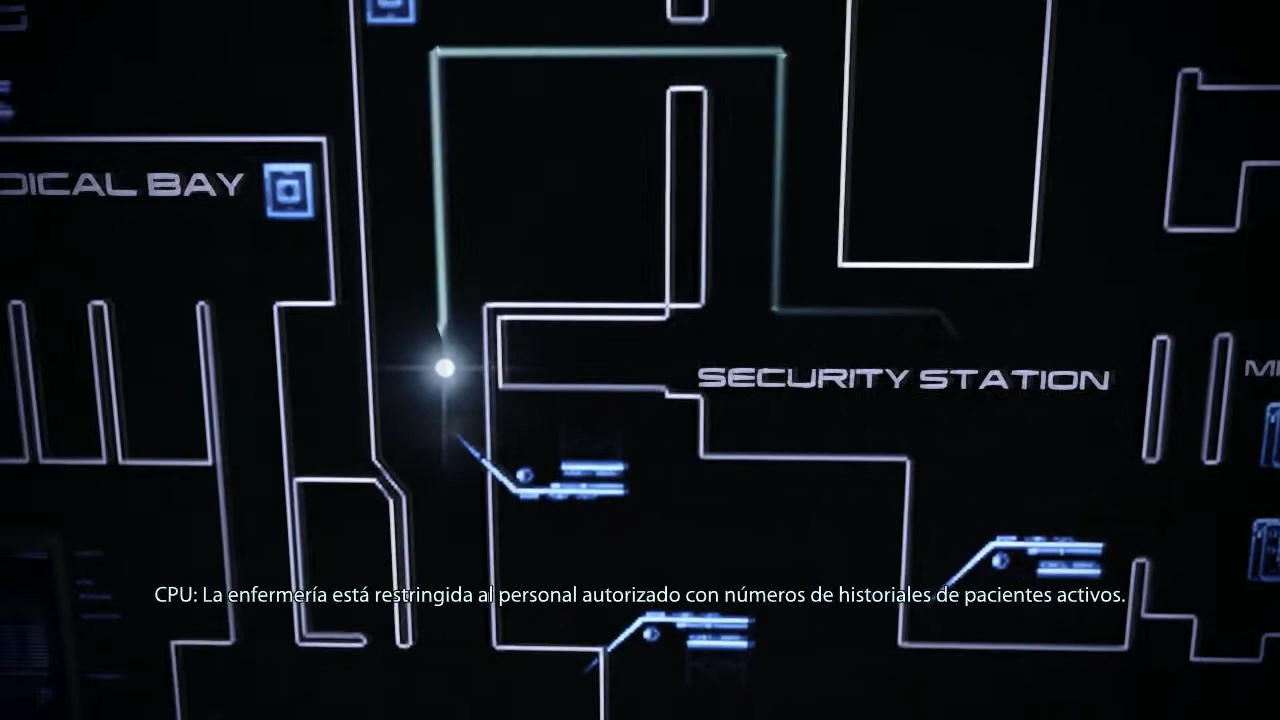 DICAL BAY
SECURITY STATION
MI
CPU: La enfermería está restringida al personal autorizado con números de historiales de pacientes activos.